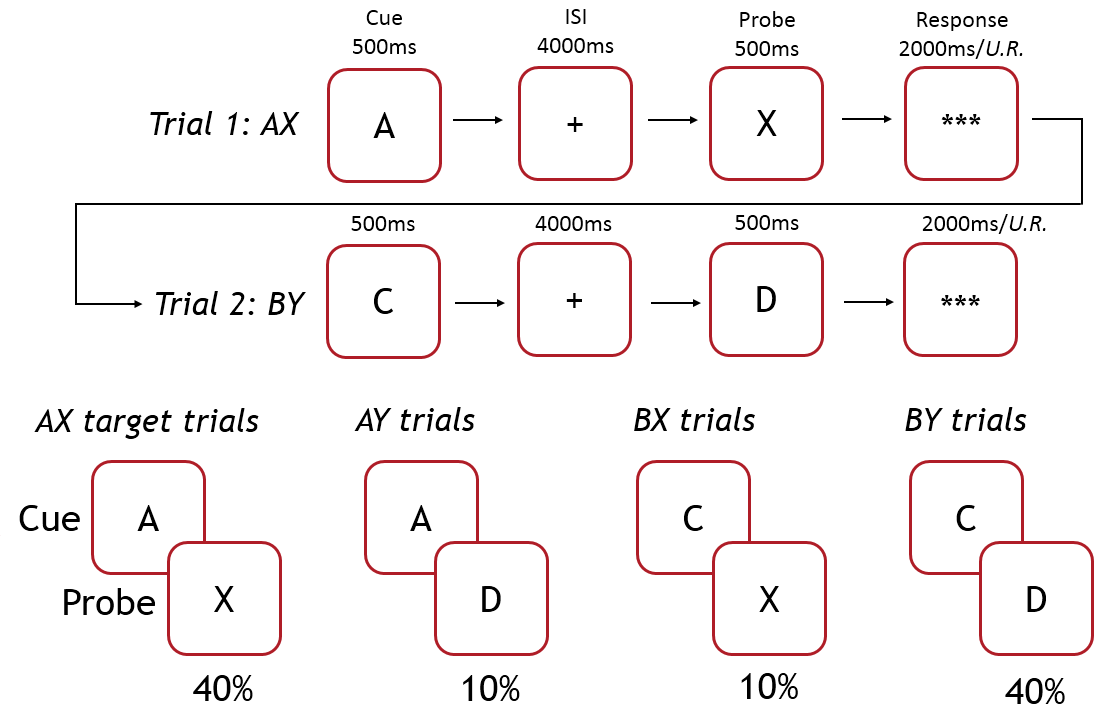 Cue ISI Probe Response
500ms 4000ms 500ms 2000ms/U.R.
Trial 1: AX A + X ***
500ms 4000ms 500ms 2000ms/U.R.
Trial 2: BY C + D ***
AX target trials AY trials BX trials BY trials
Cue A A C C
Probe X D X D
40% 10% 10% 40%